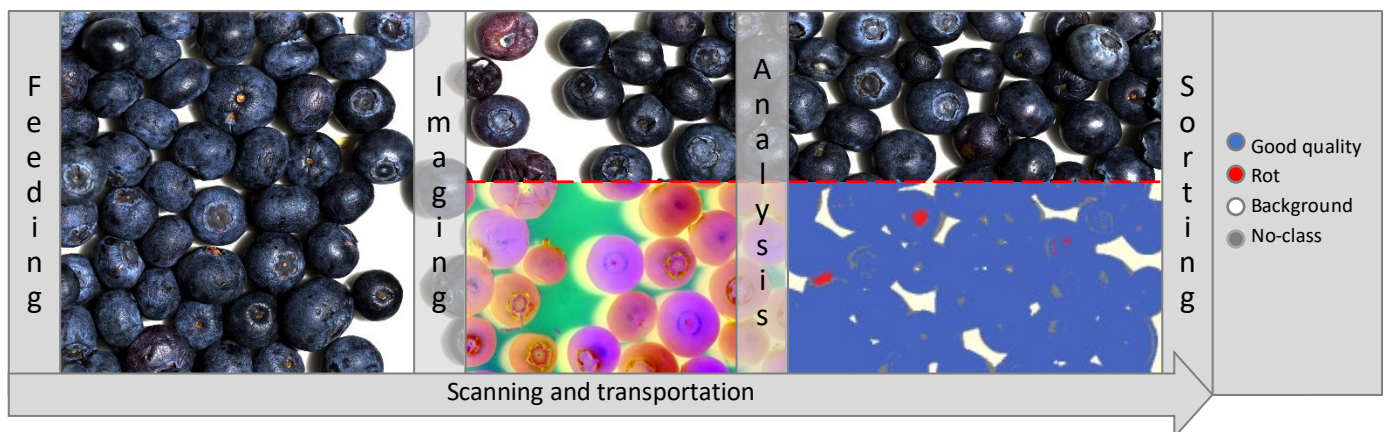 Feeding
Imaging
Analysis
Sorting
Good quality
Rot
Background
No-class
Scanning and transportation